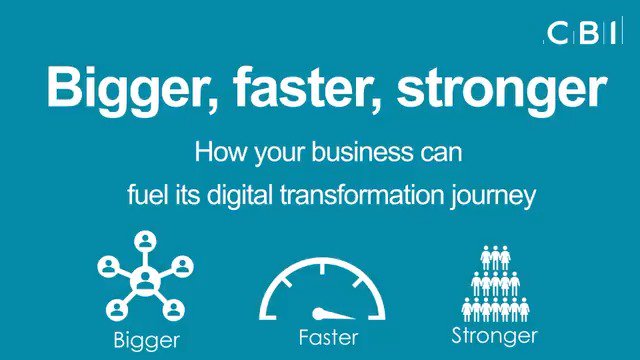 CBI
Bigger, faster, stronger
How your business can
fuel its digital transformation journey
Bigger
Faster
Stronger